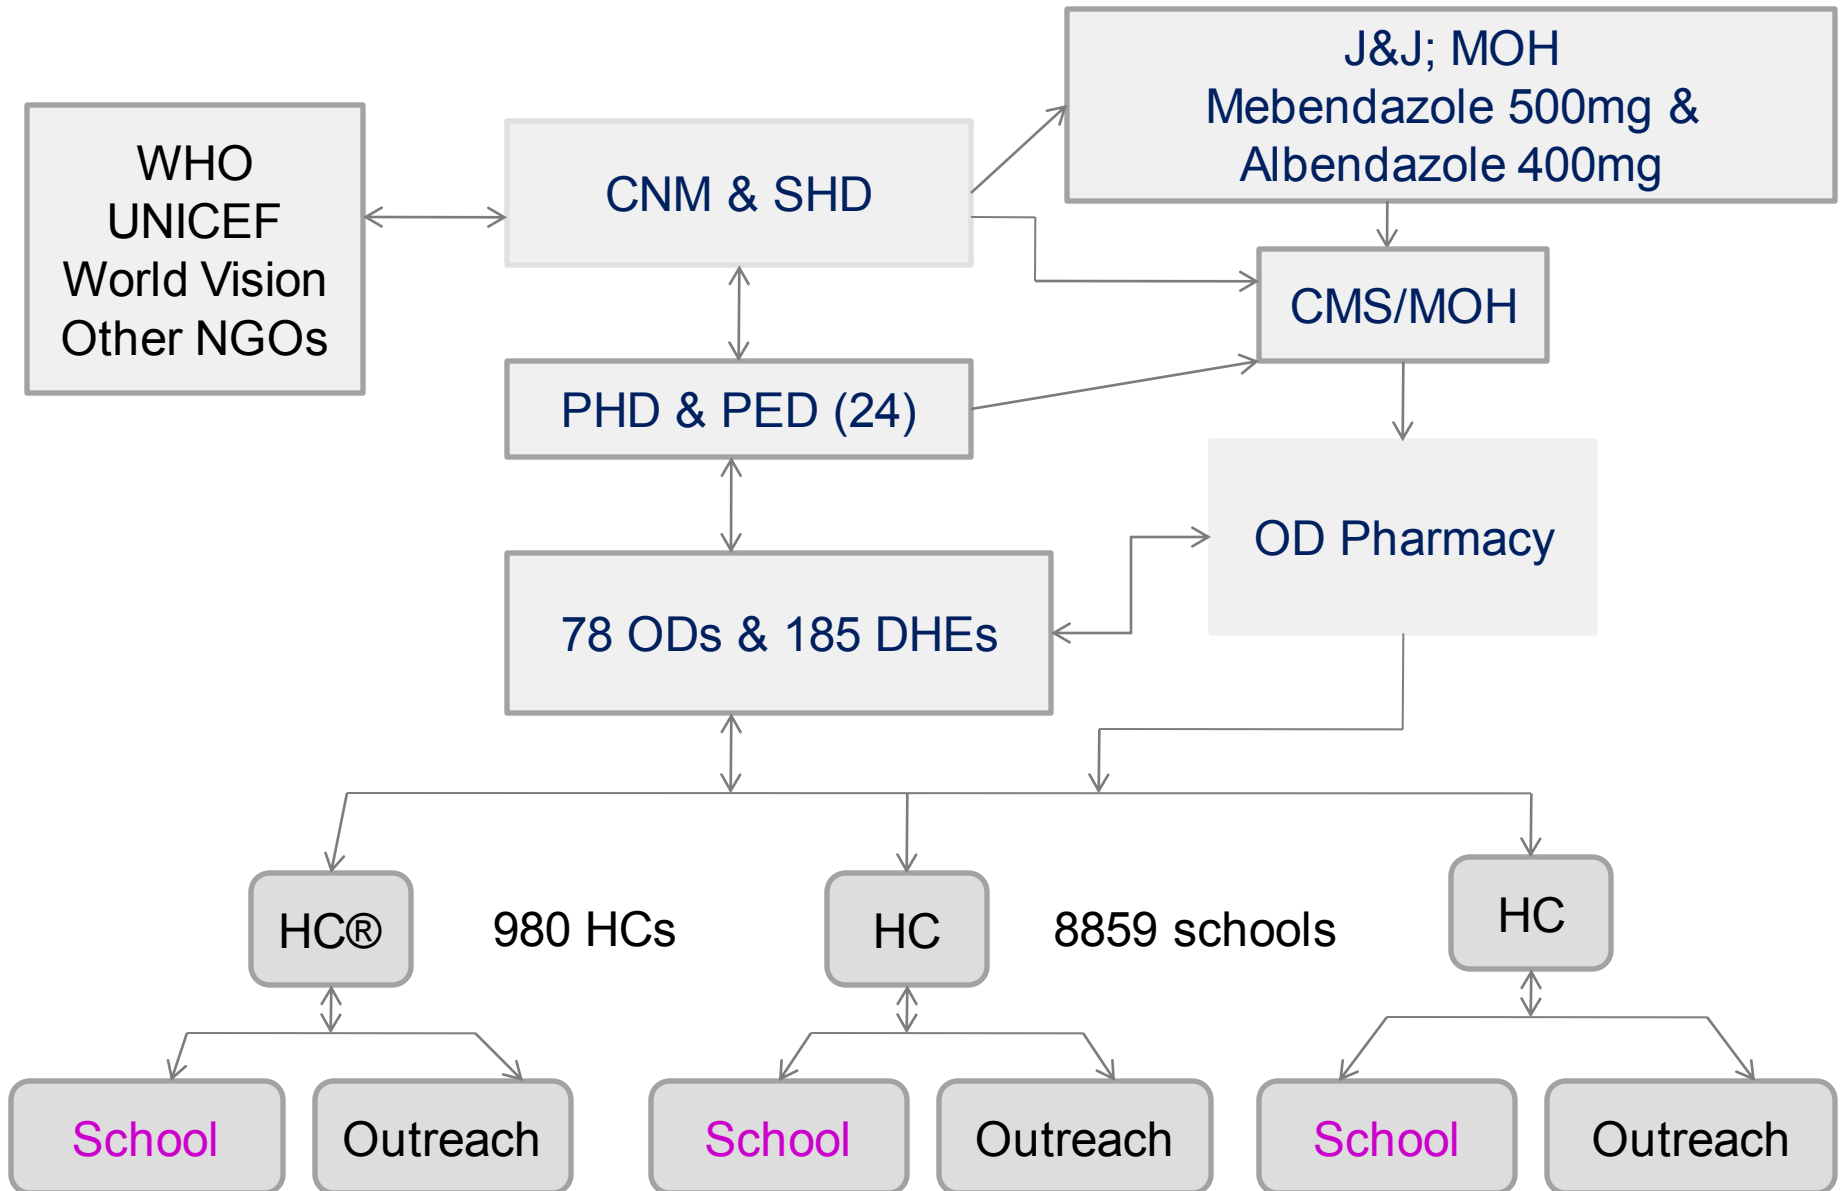 J&J; MOH
Mebendazole 500mg &
Albendazole 400mg
WHO
UNICEF
World Vision
Other NGOs
CNM & SHD
CMS/MOH
PHD & PED (24)
OD Pharmacy
78 ODs & 185 DHEs
HC®
980 HCs
HC
8859 schools
HC
School
Outreach
School
Outreach
School
Outreach